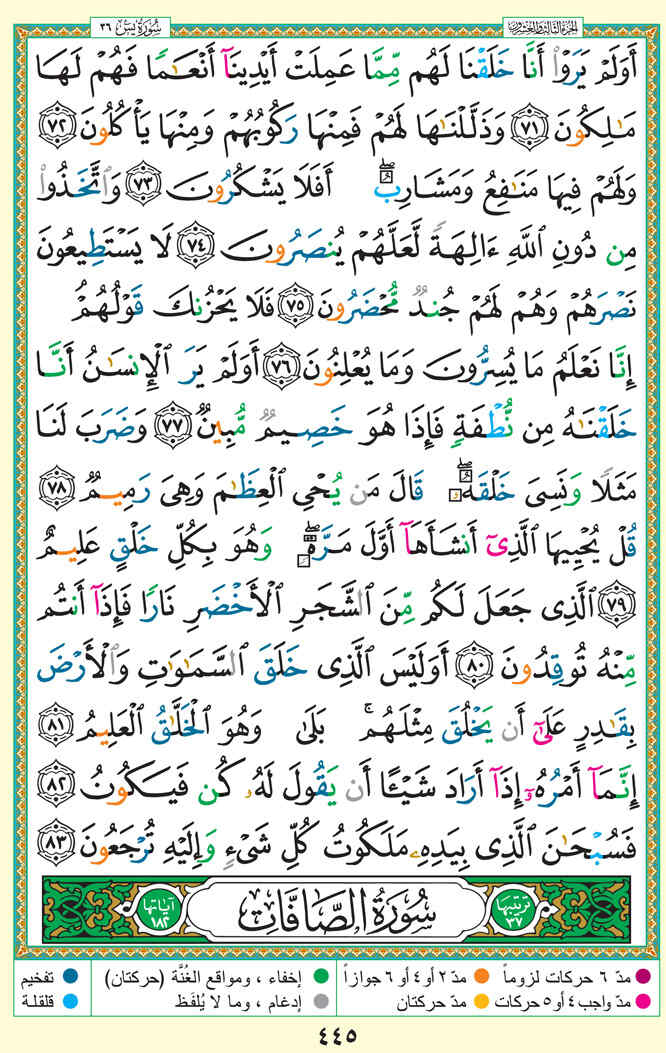 الجزء الثالث والعشرون
سُورَةُ يسٓ ٣٦
أَوَلَمْ يَرَوْا۟ أَنَّا خَلَقْنَا لَهُم مِّمَّا عَمِلَتْ أَيْدِينَآ أَنْعَٰمًا فَهُمْ لَهَا
مَٰلِكُونَ ﴿٧١﴾ وَذَلَّلْنَٰهَا لَهُمْ فَمِنْهَا رَكُوبُهُمْ وَمِنْهَا يَأْكُلُونَ ﴿٧٢﴾
وَلَهُمْ فِيهَا مَنَٰفِعُ وَمَشَارِبُ ۖ أَفَلَا يَشْكُرُونَ ﴿٧٣﴾ وَٱتَّخَذُوا۟
مِن دُونِ ٱللَّهِ ءَالِهَةً لَّعَلَّهُمْ يُنصَرُونَ ﴿٧٤﴾ لَا يَسْتَطِيعُونَ
نَصْرَهُمْ وَهُمْ لَهُمْ جُندٌ مُّحْضَرُونَ ﴿٧٥﴾ فَلَا يَحْزُنكَ قَوْلُهُمْ ۘ
إِنَّا نَعْلَمُ مَا يُسِرُّونَ وَمَا يُعْلِنُونَ ﴿٧٦﴾ أَوَلَمْ يَرَ ٱلْإِنسَٰنُ أَنَّا
خَلَقْنَٰهُ مِن نُّطْفَةٍ فَإِذَا هُوَ خَصِيمٌ مُّبِينٌ ﴿٧٧﴾ وَضَرَبَ لَنَا
مَثَلًا وَنَسِىَ خَلْقَهُۥ ۖ قَالَ مَن يُحْىِ ٱلْعِظَٰمَ وَهِىَ رَمِيمٌ ﴿٧٨﴾
قُلْ يُحْيِيهَا ٱلَّذِىٓ أَنشَأَهَآ أَوَّلَ مَرَّةٍ ۖ وَهُوَ بِكُلِّ خَلْقٍ عَلِيمٌ
﴿٧٩﴾ ٱلَّذِى جَعَلَ لَكُم مِّنَ ٱلشَّجَرِ ٱلْأَخْضَرِ نَارًا فَإِذَآ أَنتُم
مِّنْهُ تُوقِدُونَ ﴿٨٠﴾ أَوَلَيْسَ ٱلَّذِى خَلَقَ ٱلسَّمَٰوَٰتِ وَٱلْأَرْضَ
بِقَٰدِرٍ عَلَىٰٓ أَن يَخْلُقَ مِثْلَهُم ۚ بَلَىٰ وَهُوَ ٱلْخَلَّٰقُ ٱلْعَلِيمُ ﴿٨١﴾
إِنَّمَآ أَمْرُهُۥٓ إِذَآ أَرَادَ شَيْـًٔا أَن يَقُولَ لَهُۥ كُن فَيَكُونُ ﴿٨٢﴾
فَسُبْحَٰنَ ٱلَّذِى بِيَدِهِۦ مَلَكُوتُ كُلِّ شَىْءٍ وَإِلَيْهِ تُرْجَعُونَ ﴿٨٣﴾
ترتيبها ٣٧ سُورَةُ الصَّافَّاتِ آياتها ١٨٢
مدّ ٦ حركات لزوماً مدّ ٢ أو ٤ أو ٦ جوازاً إخفاء ، ومواقع الغُنَّة (حركتان) تفخيم
مدّ واجب ٤ أو ٥ حركات مدّ حركتان إدغام ، وما لا يُلفَظ قلقلة
٤٤٥